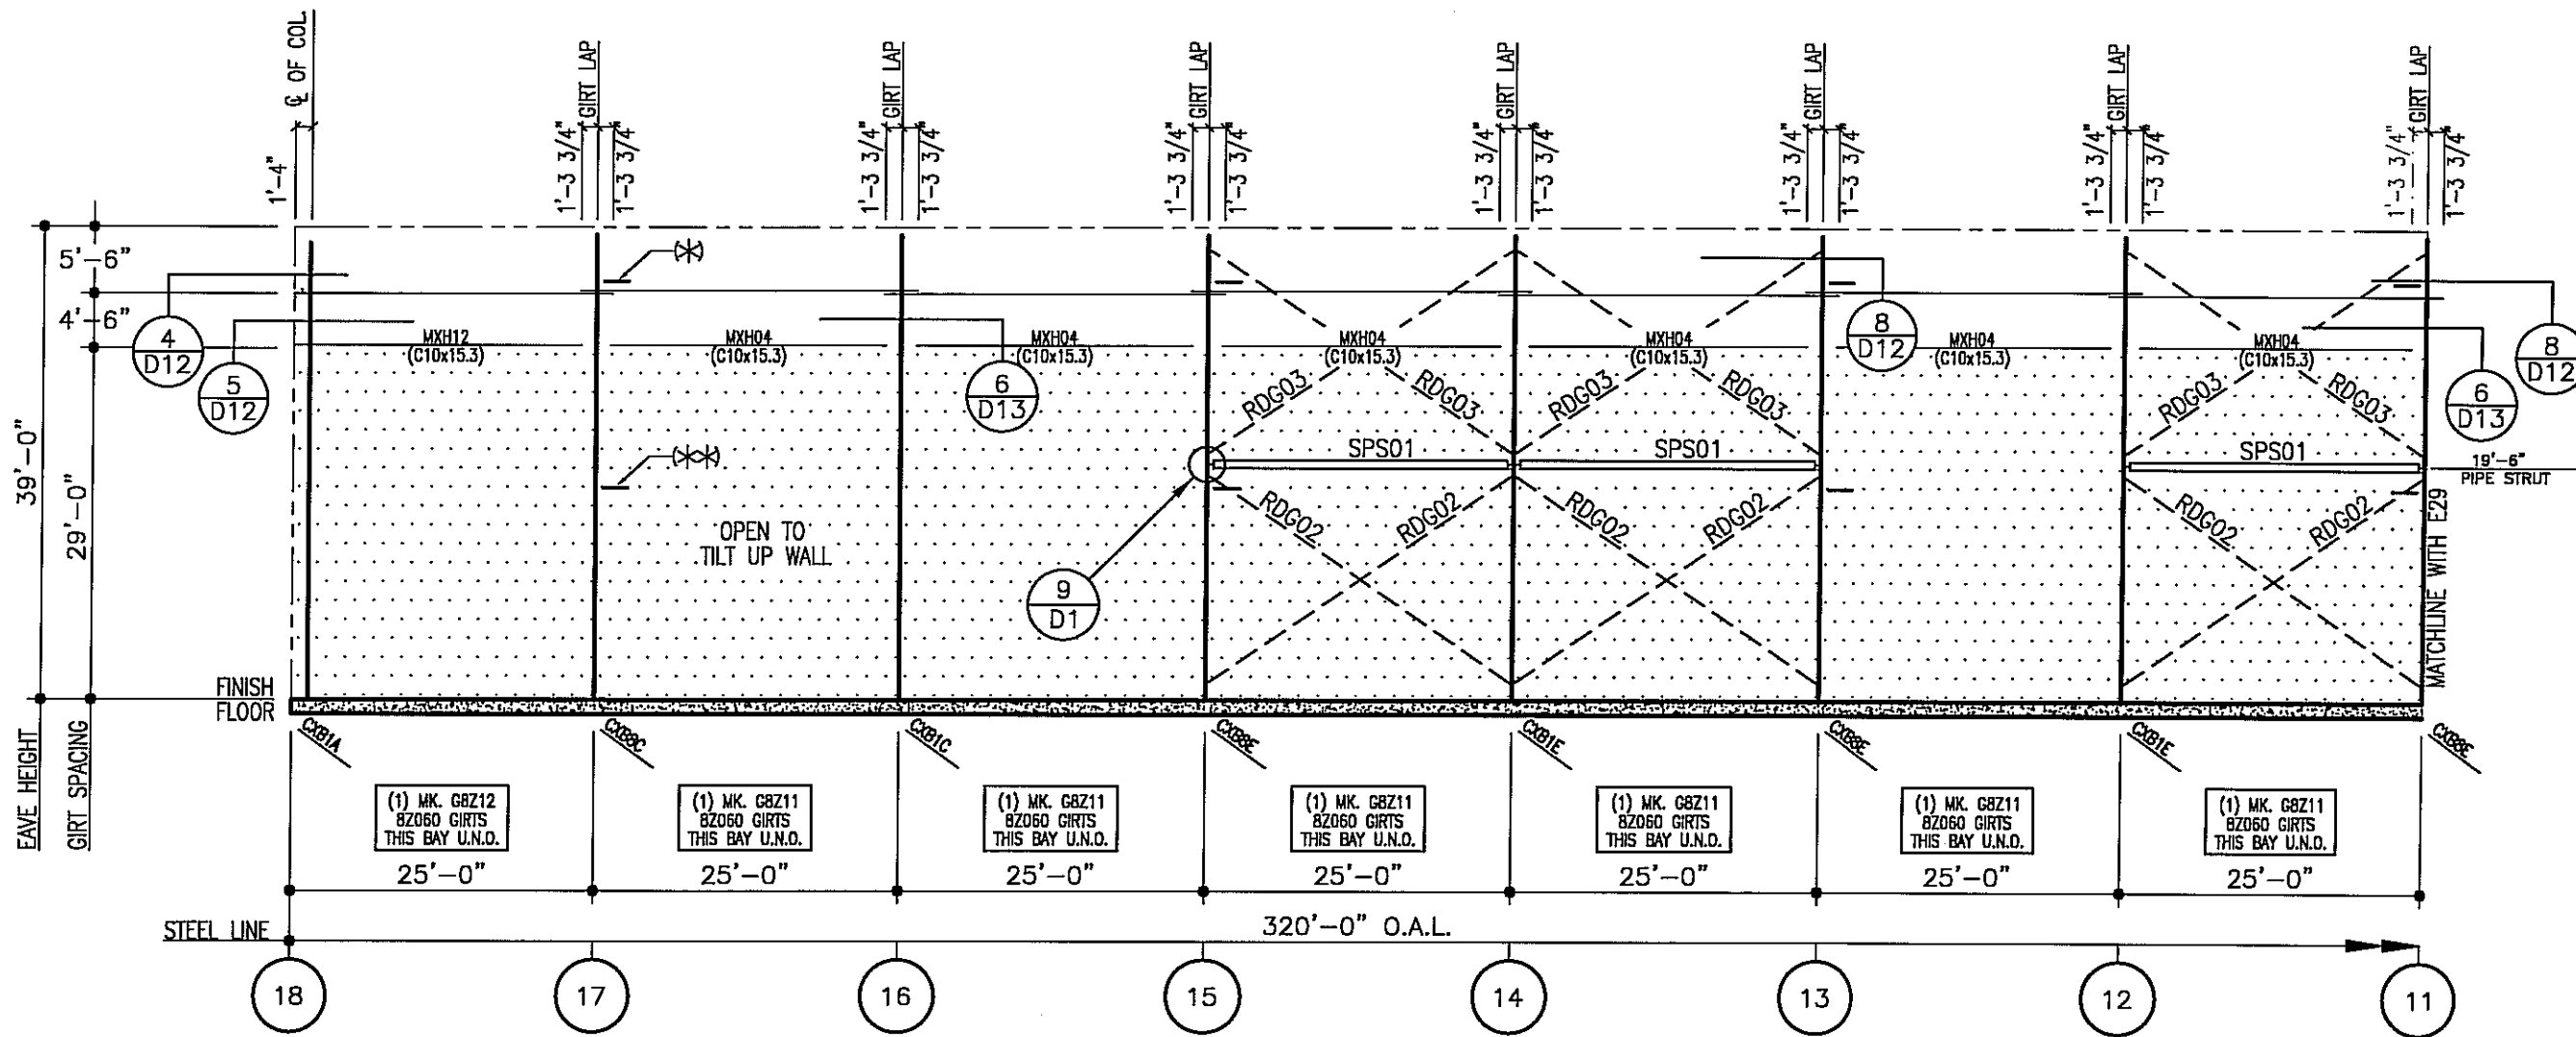 ℄ OF COL.
GIRT LAP
GIRT LAP
GIRT LAP
GIRT LAP
GIRT LAP
GIRT LAP
GIRT LAP
1'-4"
1'-3 3/4"
1'-3 3/4"
1'-3 3/4"
1'-3 3/4"
1'-3 3/4"
1'-3 3/4"
1'-3 3/4"
1'-3 3/4"
1'-3 3/4"
1'-3 3/4"
1'-3 3/4"
1'-3 3/4"
1'-3 3/4"
1'-3 3/4"
5'-6"
4'-6"
39'-0"
29'-0"
EAVE HEIGHT
GIRT SPACING
FINISH
FLOOR
4
D12
5
D12
6
D13
8
D12
8
D12
6
D13
9
D1
(*)
(**)
MXH12
(C10x15.3)
MXH04
(C10x15.3)
MXH04
(C10x15.3)
MXH04
(C10x15.3)
MXH04
(C10x15.3)
MXH04
(C10x15.3)
MXH04
(C10x15.3)
RDG03
RDG03
RDG03
RDG03
RDG03
RDG03
SPS01
SPS01
SPS01
19'-6"
PIPE STRUT
RDG02
RDG02
RDG02
RDG02
RDG02
RDG02
OPEN TO
TILT UP WALL
MATCHLINE WITH E29
CXB1A
CXB8C
CXB1C
CXB8E
CXB1E
CXB8E
CXB1E
CXB8E
(1) MK. G8Z12
8Z060 GIRTS
THIS BAY U.N.O.
(1) MK. G8Z11
8Z060 GIRTS
THIS BAY U.N.O.
(1) MK. G8Z11
8Z060 GIRTS
THIS BAY U.N.O.
(1) MK. G8Z11
8Z060 GIRTS
THIS BAY U.N.O.
(1) MK. G8Z11
8Z060 GIRTS
THIS BAY U.N.O.
(1) MK. G8Z11
8Z060 GIRTS
THIS BAY U.N.O.
(1) MK. G8Z11
8Z060 GIRTS
THIS BAY U.N.O.
25'-0"
25'-0"
25'-0"
25'-0"
25'-0"
25'-0"
25'-0"
STEEL LINE
320'-0" O.A.L.
18
17
16
15
14
13
12
11